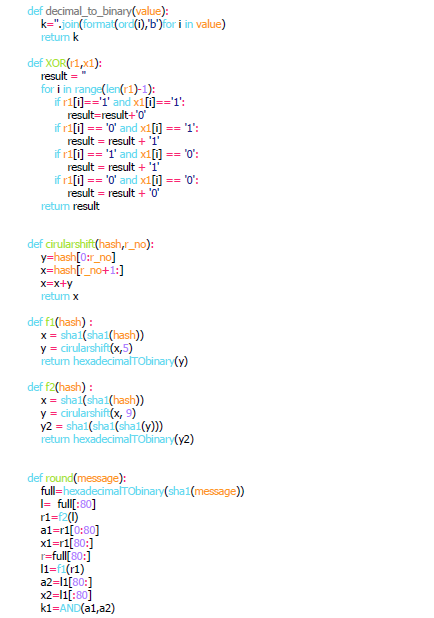 def decimal_to_binary(value):
    k=''.join(format(ord(i),'b')for i in value)
    return k

def XOR(r1,x1):
    result = ''
    for i in range(len(r1)-1):
        if r1[i]=='1' and x1[i]=='1':
            result=result+'0'
        if r1[i] == '0' and x1[i] == '1':
            result = result + '1'
        if r1[i] == '1' and x1[i] == '0':
            result = result + '1'
        if r1[i] == '0' and x1[i] == '0':
            result = result + '0'
    return result

def cirularshift(hash,r_no):
    y=hash[0:r_no]
    x=hash[r_no+1:]
    x=x+y
    return x

def f1(hash) :
    x = sha1(sha1(hash))
    y = cirularshift(x,5)
    return hexadecimalTObinary(y)

def f2(hash) :
    x = sha1(sha1(hash))
    y = cirularshift(x, 9)
    y2 = sha1(sha1(sha1(y)))
    return hexadecimalTObinary(y2)

def round(message):
    full=hexadecimalTObinary(sha1(message))
    l=  full[:80]
    r1=f2(l)
    a1=r1[0:80]
    x1=r1[80:]
    r=full[80:]
    l1=f1(r1)
    a2=l1[80:]
    x2=l1[:80]
    k1=AND(a1,a2)